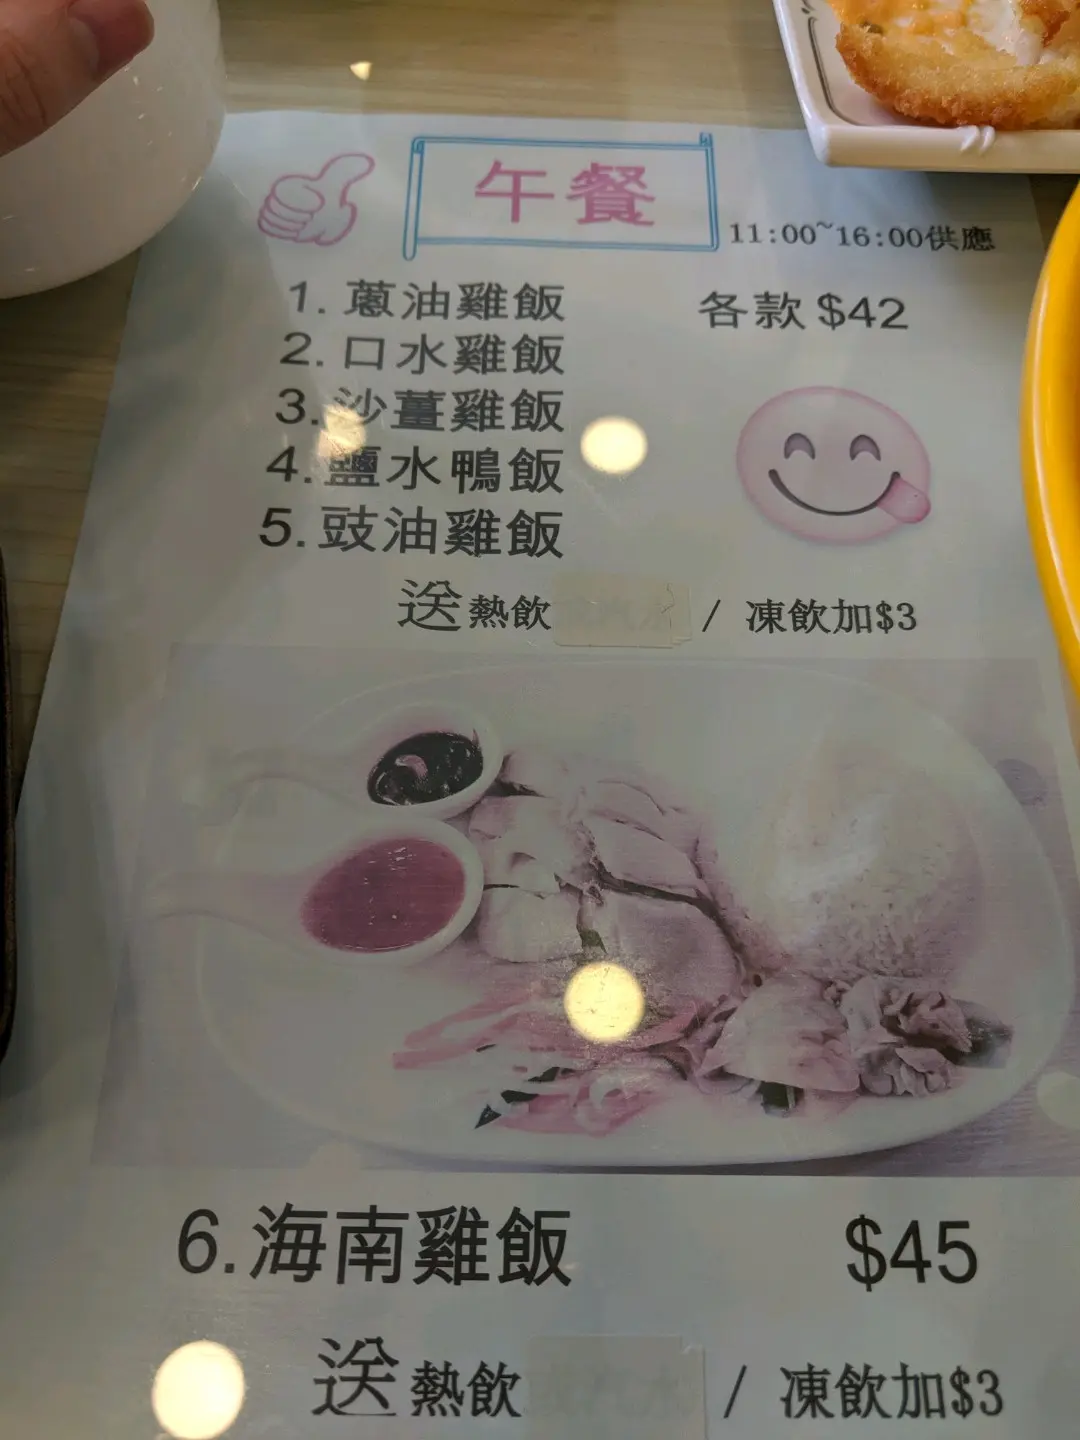 午餐
11:00~16:00供應
1. 蔥油雞飯 各款 $42
2. 口水雞飯
3. 沙薑雞飯
4. 鹽水鴨飯
5. 豉油雞飯
送 熱飲 / 凍飲加$3
6. 海南雞飯 $45
送 熱飲 / 凍飲加$3